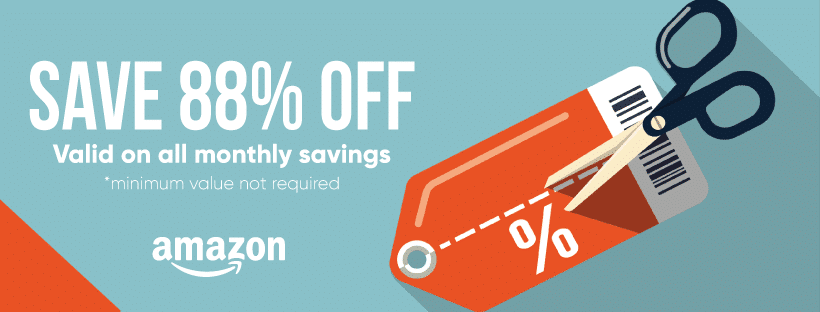 SAVE 88% OFF
Valid on all monthly savings
*minimum value not required
amazon
%